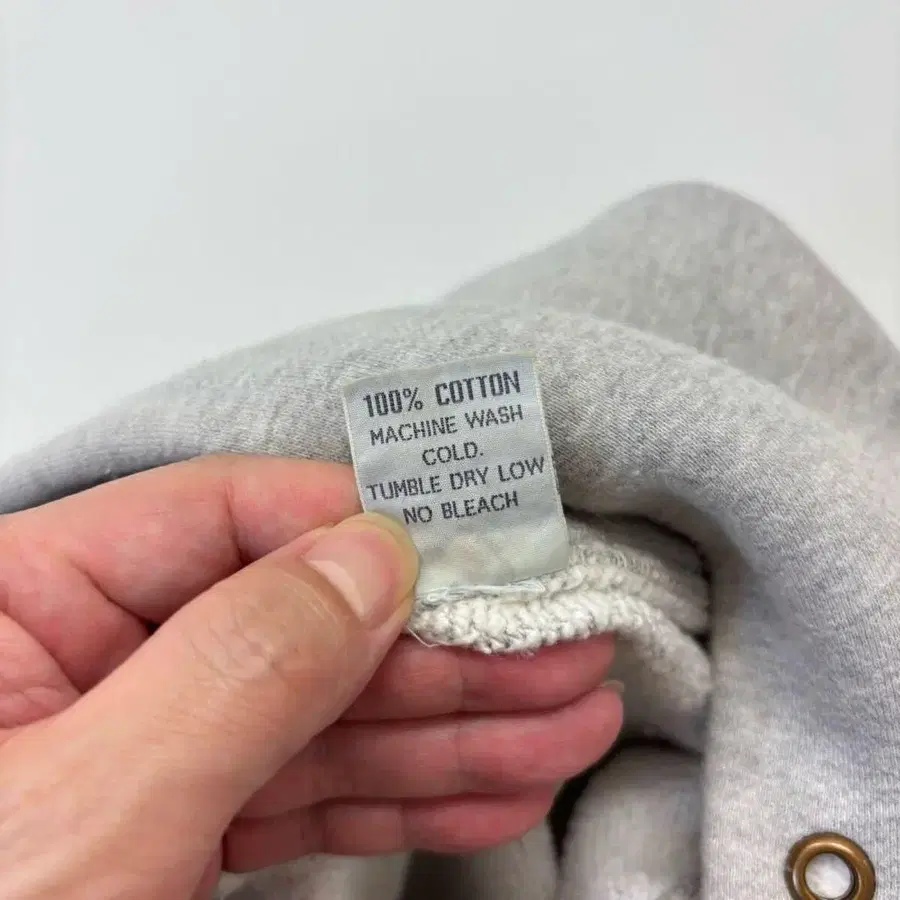 100% COTTON
MACHINE WASH
COLD.
TUMBLE DRY LOW
NO BLEACH